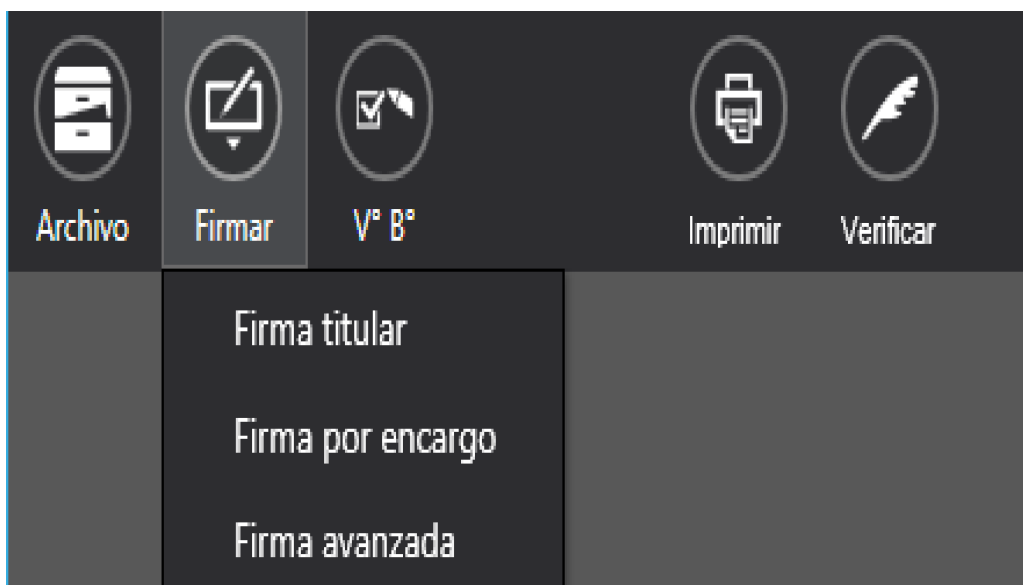 Archivo
Firmar
V° B°
Imprimir
Verificar
Firma titular
Firma por encargo
Firma avanzada